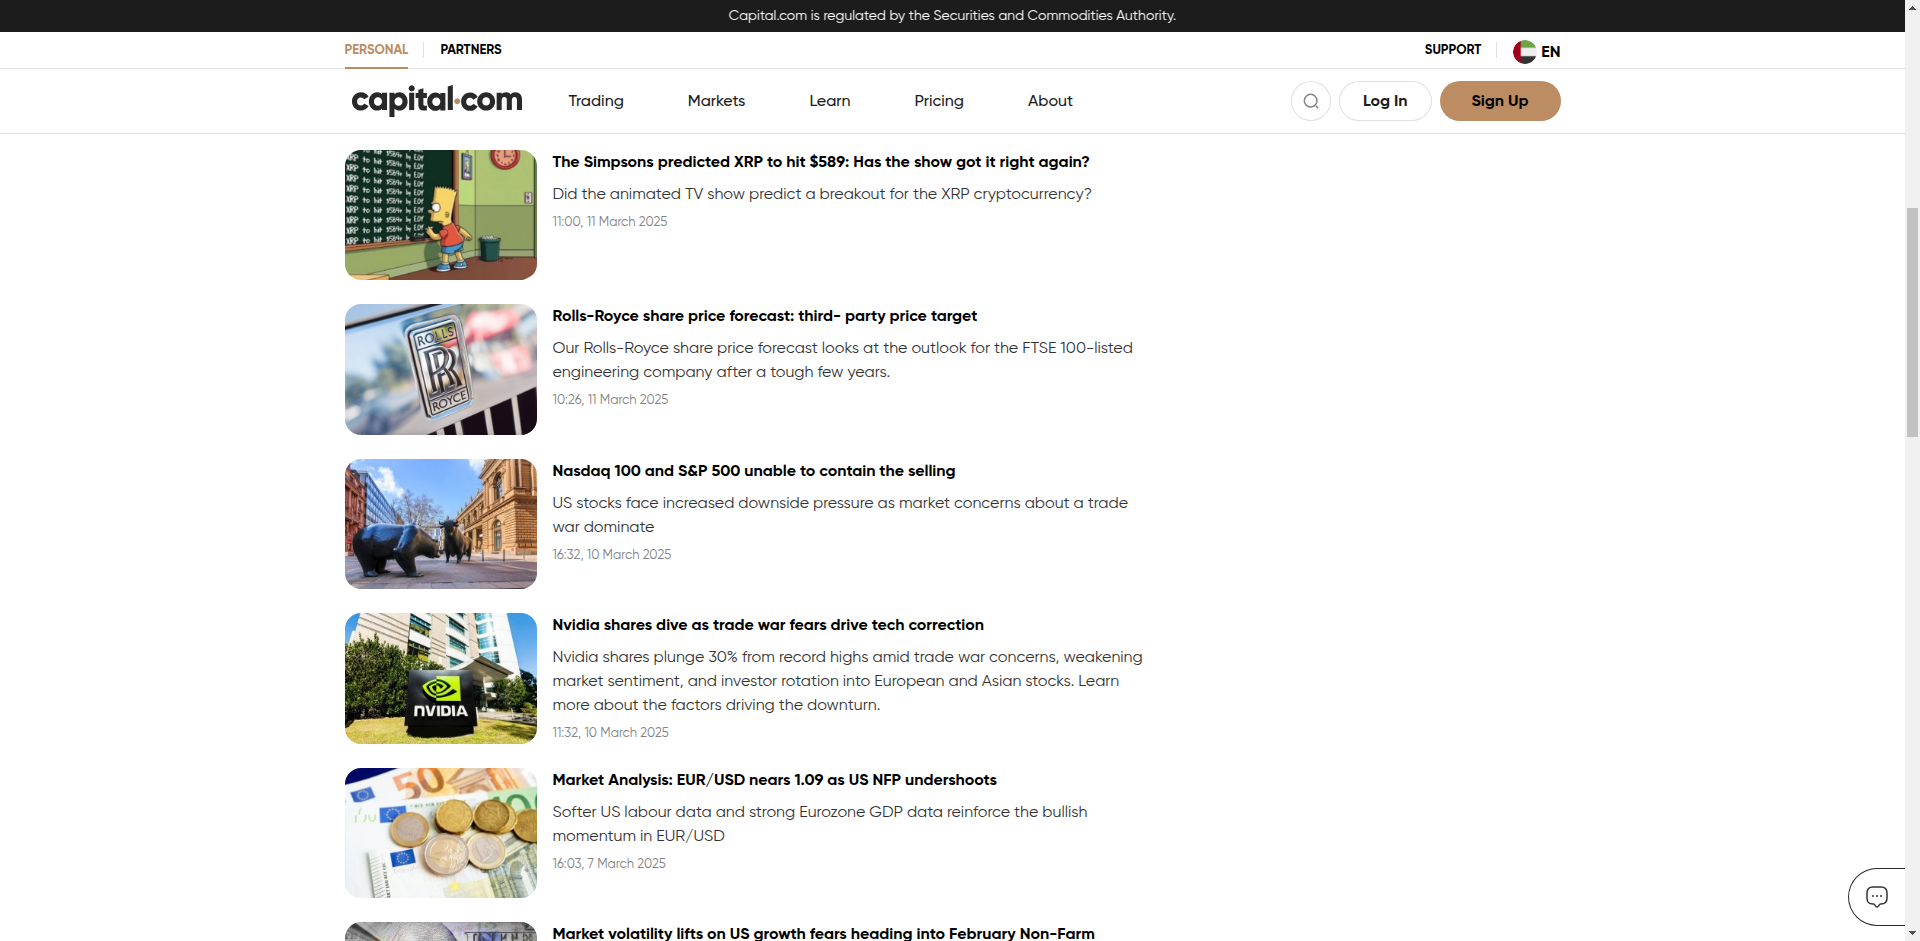 Capital.com is regulated by the Securities and Commodities Authority.
PERSONAL
PARTNERS
SUPPORT
EN
capital.com
Trading
Markets
Learn
Pricing
About
Log In
Sign Up
The Simpsons predicted XRP to hit $589: Has the show got it right again?
Did the animated TV show predict a breakout for the XRP cryptocurrency?
11:00, 11 March 2025
ROLLS
RR
ROYCE
Rolls-Royce share price forecast: third- party price target
Our Rolls-Royce share price forecast looks at the outlook for the FTSE 100-listed
engineering company after a tough few years.
10:26, 11 March 2025
Nasdaq 100 and S&P 500 unable to contain the selling
US stocks face increased downside pressure as market concerns about a trade
war dominate
16:32, 10 March 2025
NVIDIA
Nvidia shares dive as trade war fears drive tech correction
Nvidia shares plunge 30% from record highs amid trade war concerns, weakening
market sentiment, and investor rotation into European and Asian stocks. Learn
more about the factors driving the downturn.
11:32, 10 March 2025
50
Market Analysis: EUR/USD nears 1.09 as US NFP undershoots
Softer US labour data and strong Eurozone GDP data reinforce the bullish
momentum in EUR/USD
16:03, 7 March 2025
Market volatility lifts on US growth fears heading into February Non-Farm